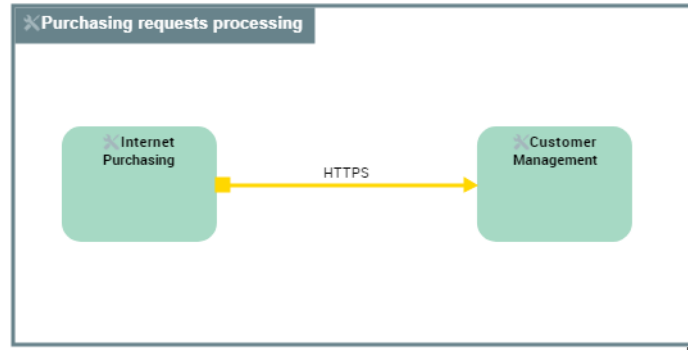 Purchasing requests processing
Internet
Purchasing
HTTPS
Customer
Management